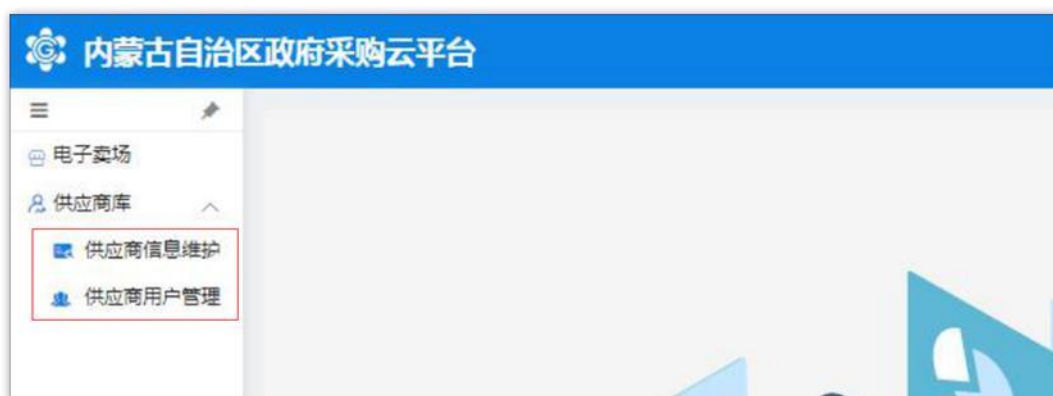 内蒙古自治区政府采购云平台
电子卖场
供应商库
供应商信息维护
供应商用户管理